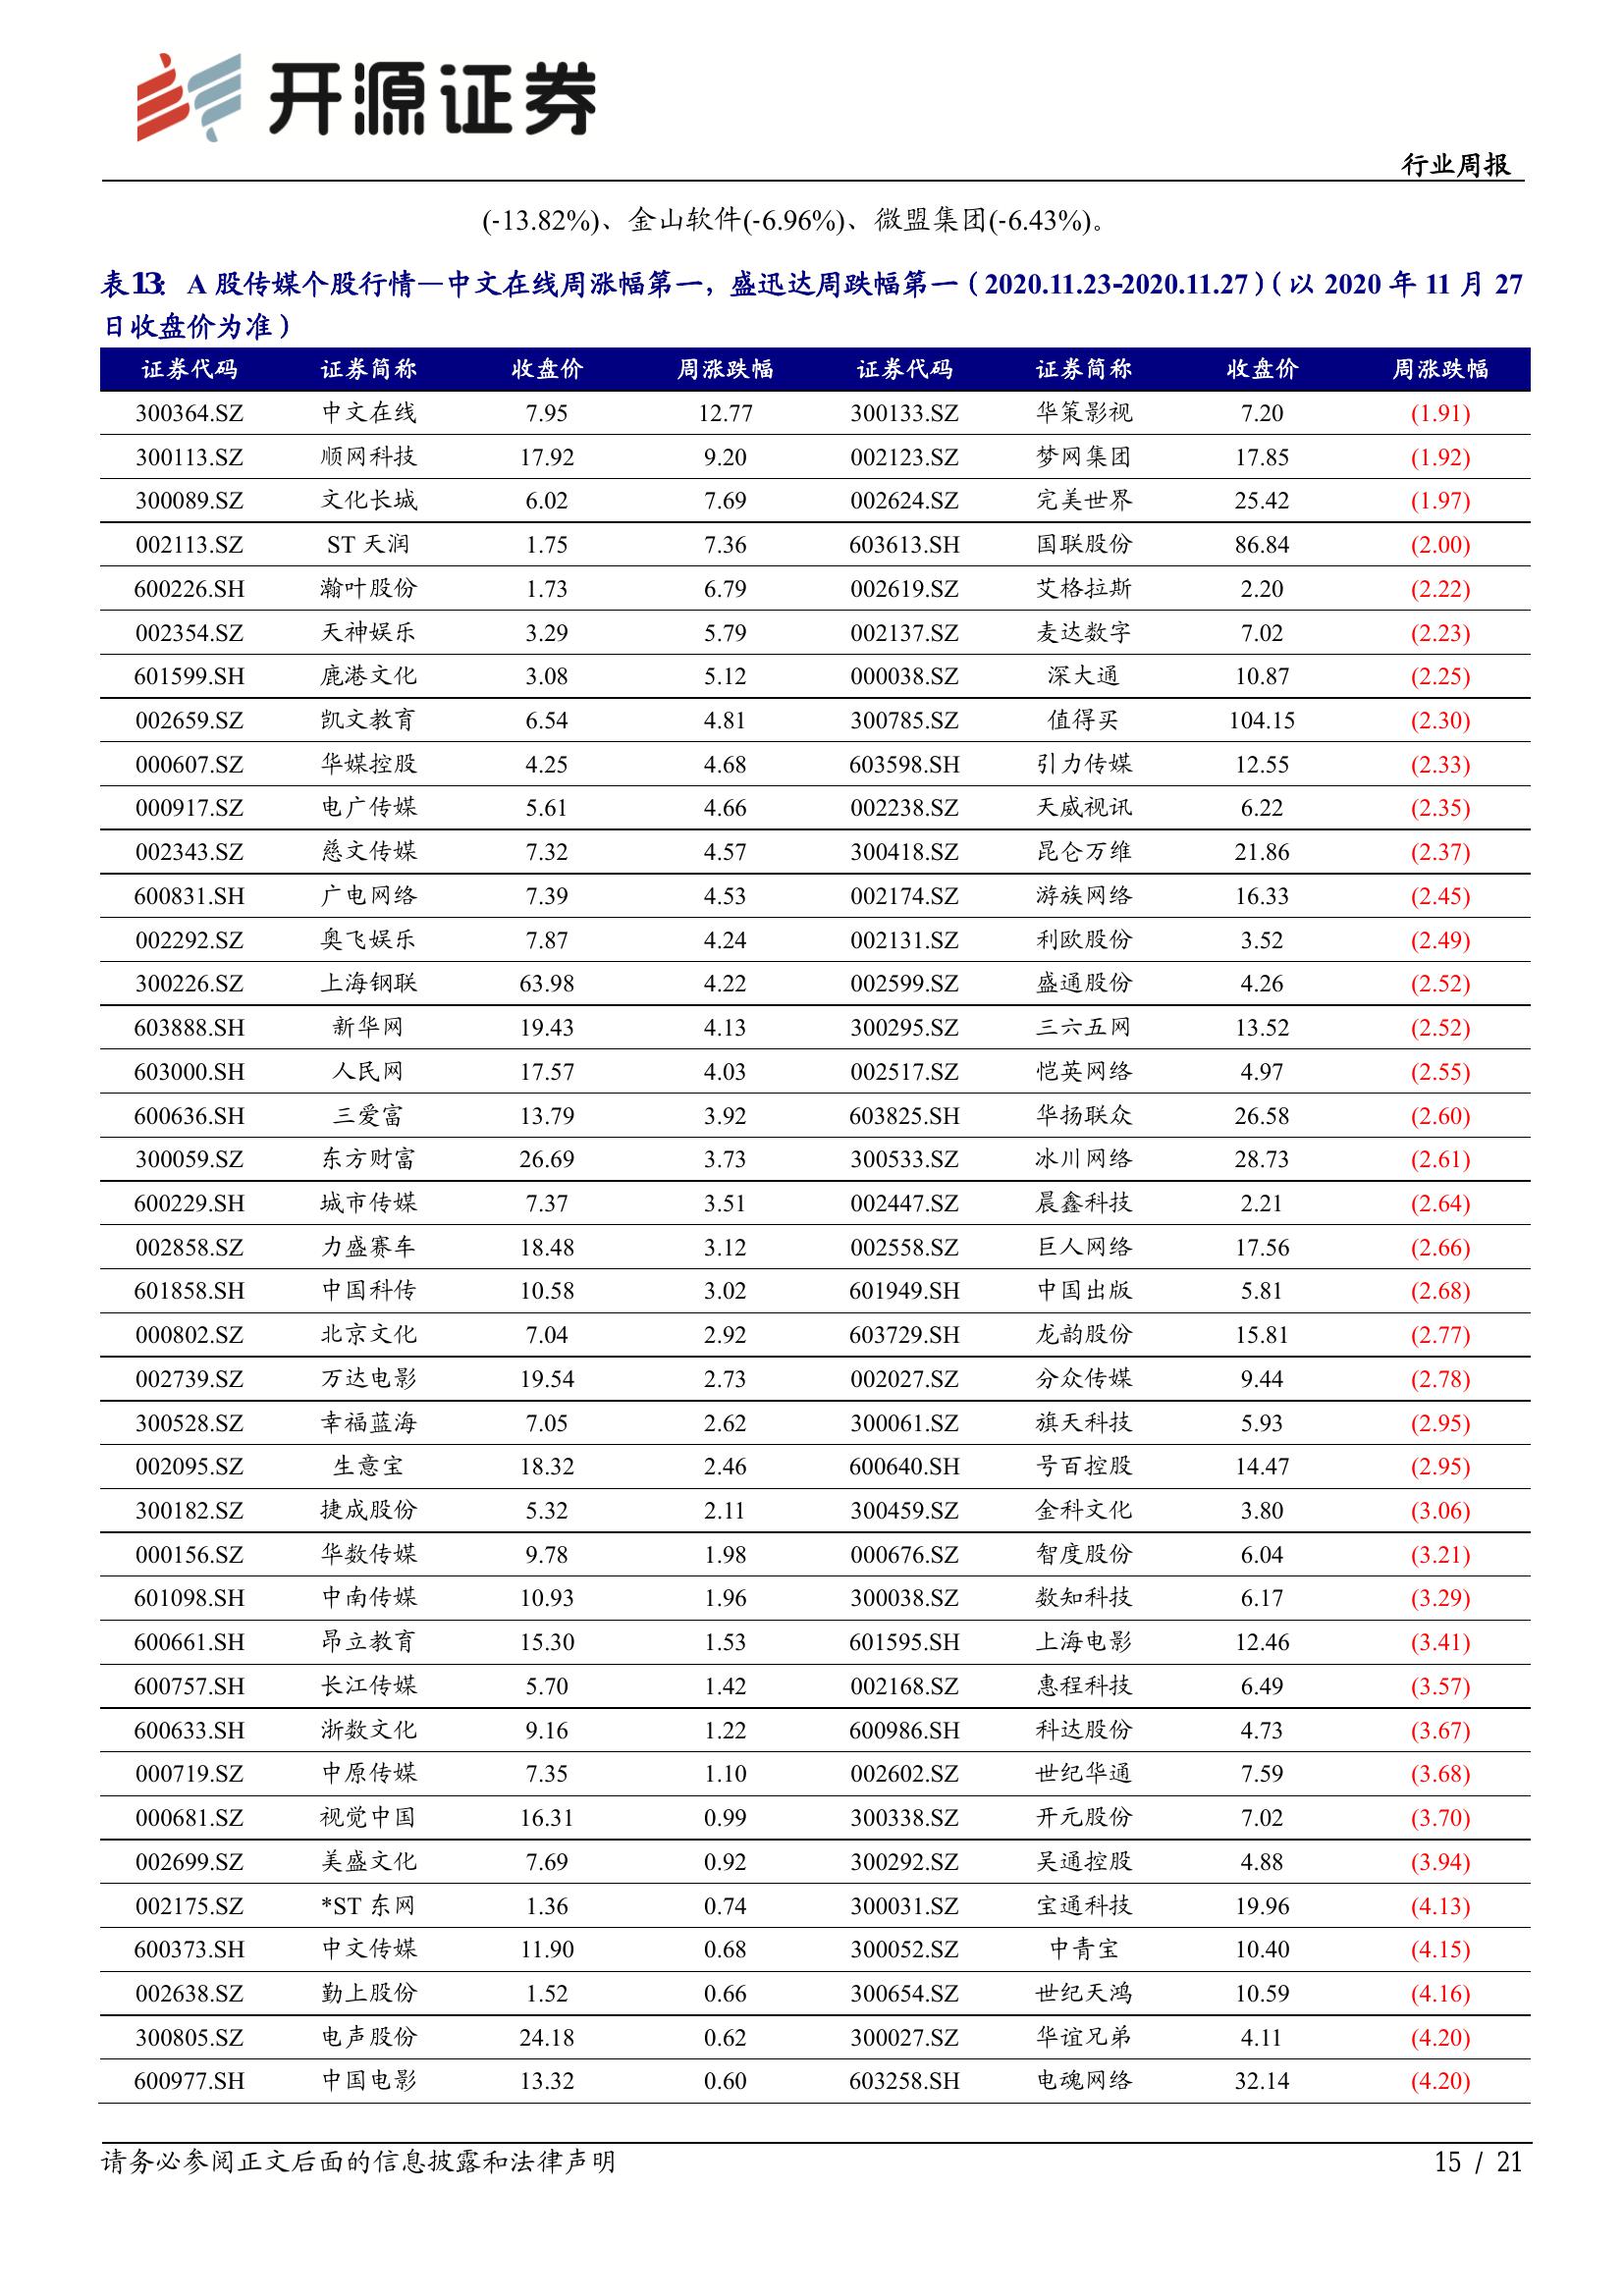 开源证券
行业周报
(-13.82%)、金山软件(-6.96%)、微盟集团(-6.43%)。
表13: A 股传媒个股行情—中文在线周涨幅第一，盛迅达周跌幅第一（2020.11.23-2020.11.27）（以 2020 年 11 月 27
日收盘价为准）
证券代码 证券简称 收盘价 周涨跌幅 证券代码 证券简称 收盘价 周涨跌幅
300364.SZ 中文在线 7.95 12.77 300133.SZ 华策影视 7.20 (1.91)
300113.SZ 顺网科技 17.92 9.20 002123.SZ 梦网集团 17.85 (1.92)
300089.SZ 文化长城 6.02 7.69 002624.SZ 完美世界 25.42 (1.97)
002113.SZ ST 天润 1.75 7.36 603613.SH 国联股份 86.84 (2.00)
600226.SH 瀚叶股份 1.73 6.79 002619.SZ 艾格拉斯 2.20 (2.22)
002354.SZ 天神娱乐 3.29 5.79 002137.SZ 麦达数字 7.02 (2.23)
601599.SH 鹿港文化 3.08 5.12 000038.SZ 深大通 10.87 (2.25)
002659.SZ 凯文教育 6.54 4.81 300785.SZ 值得买 104.15 (2.30)
000607.SZ 华媒控股 4.25 4.68 603598.SH 引力传媒 12.55 (2.33)
000917.SZ 电广传媒 5.61 4.66 002238.SZ 天威视讯 6.22 (2.35)
002343.SZ 慈文传媒 7.32 4.57 300418.SZ 昆仑万维 21.86 (2.37)
600831.SH 广电网络 7.39 4.53 002174.SZ 游族网络 16.33 (2.45)
002292.SZ 奥飞娱乐 7.87 4.24 002131.SZ 利欧股份 3.52 (2.49)
300226.SZ 上海钢联 63.98 4.22 002599.SZ 盛通股份 4.26 (2.52)
603888.SH 新华网 19.43 4.13 300295.SZ 三六五网 13.52 (2.52)
603000.SH 人民网 17.57 4.03 002517.SZ 恺英网络 4.97 (2.55)
600636.SH 三爱富 13.79 3.92 603825.SH 华扬联众 26.58 (2.60)
300059.SZ 东方财富 26.69 3.73 300533.SZ 冰川网络 28.73 (2.61)
600229.SH 城市传媒 7.37 3.51 002447.SZ 晨鑫科技 2.21 (2.64)
002858.SZ 力盛赛车 18.48 3.12 002558.SZ 巨人网络 17.56 (2.66)
601858.SH 中国科传 10.58 3.02 601949.SH 中国出版 5.81 (2.68)
000802.SZ 北京文化 7.04 2.92 603729.SH 龙韵股份 15.81 (2.77)
002739.SZ 万达电影 19.54 2.73 002027.SZ 分众传媒 9.44 (2.78)
300528.SZ 幸福蓝海 7.05 2.62 300061.SZ 旗天科技 5.93 (2.95)
002095.SZ 生意宝 18.32 2.46 600640.SH 号百控股 14.47 (2.95)
300182.SZ 捷成股份 5.32 2.11 300459.SZ 金科文化 3.80 (3.06)
000156.SZ 华数传媒 9.78 1.98 000676.SZ 智度股份 6.04 (3.21)
601098.SH 中南传媒 10.93 1.96 300038.SZ 数知科技 6.17 (3.29)
600661.SH 昂立教育 15.30 1.53 601595.SH 上海电影 12.46 (3.41)
600757.SH 长江传媒 5.70 1.42 002168.SZ 惠程科技 6.49 (3.57)
600633.SH 浙数文化 9.16 1.22 600986.SH 科达股份 4.73 (3.67)
000719.SZ 中原传媒 7.35 1.10 002602.SZ 世纪华通 7.59 (3.68)
000681.SZ 视觉中国 16.31 0.99 300338.SZ 开元股份 7.02 (3.70)
002699.SZ 美盛文化 7.69 0.92 300292.SZ 吴通控股 4.88 (3.94)
002175.SZ *ST 东网 1.36 0.74 300031.SZ 宝通科技 19.96 (4.13)
600373.SH 中文传媒 11.90 0.68 300052.SZ 中青宝 10.40 (4.15)
002638.SZ 勤上股份 1.52 0.66 300654.SZ 世纪天鸿 10.59 (4.16)
300805.SZ 电声股份 24.18 0.62 300027.SZ 华谊兄弟 4.11 (4.20)
600977.SH 中国电影 13.32 0.60 603258.SH 电魂网络 32.14 (4.20)
请务必参阅正文后面的信息披露和法律声明 15 / 21